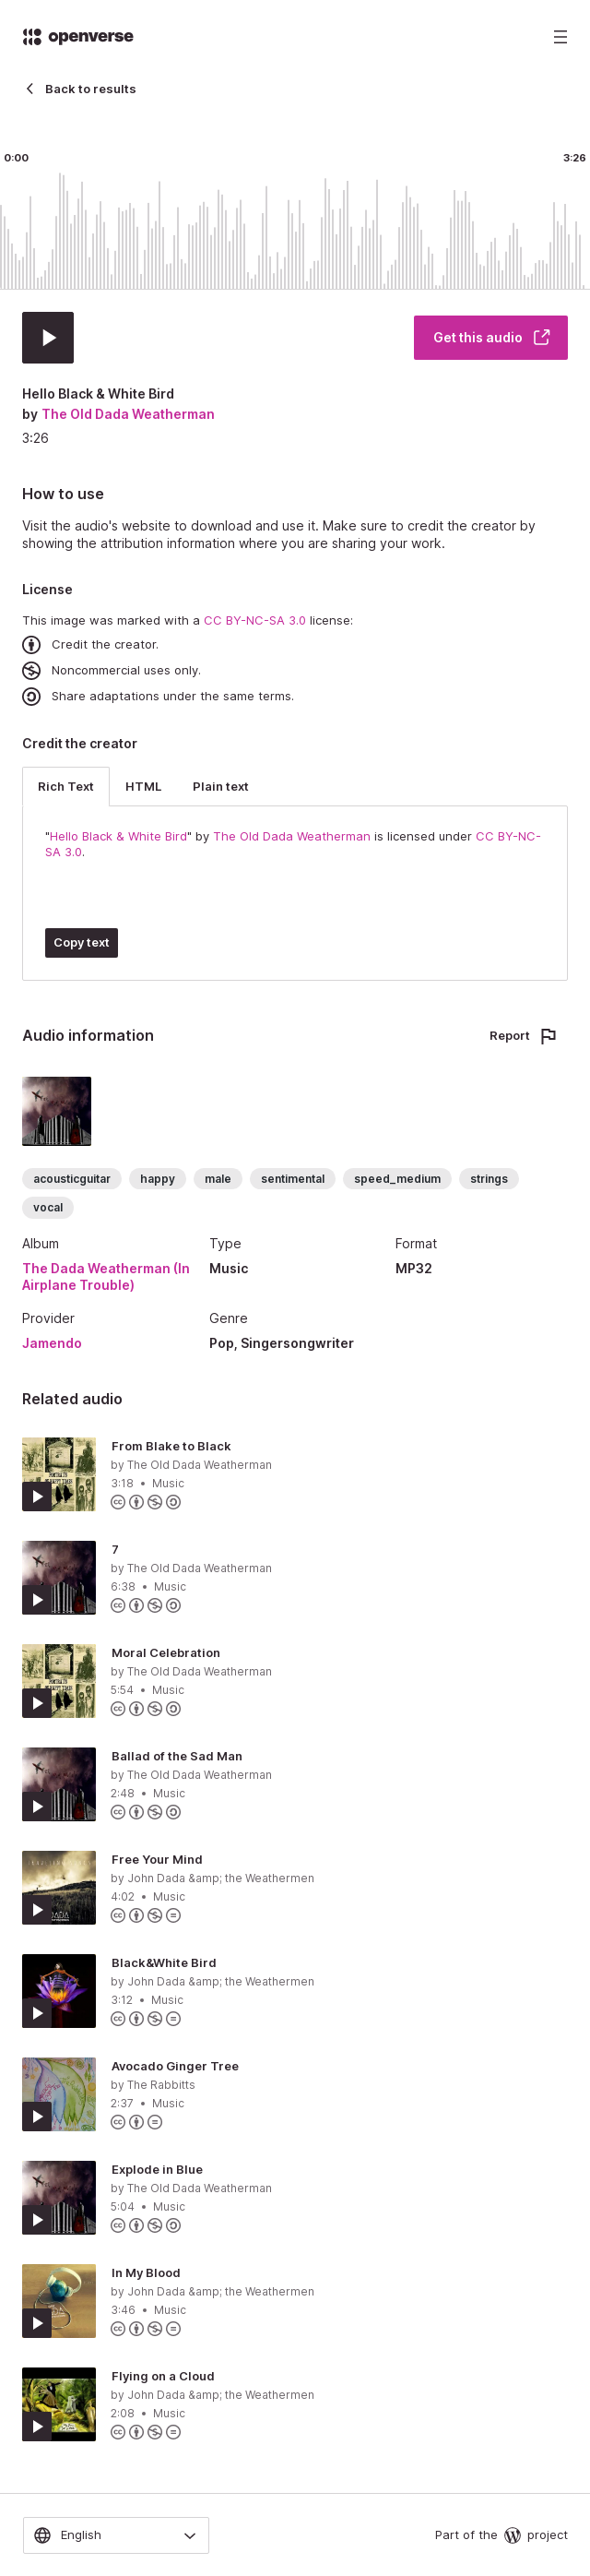 openverse
Back to results
0:00
3:26
Get this audio
Hello Black & White Bird
by The Old Dada Weatherman
3:26
How to use
Visit the audio's website to download and use it. Make sure to credit the creator by
showing the attribution information where you are sharing your work.
License
This image was marked with a CC BY-NC-SA 3.0 license:
Credit the creator.
Noncommercial uses only.
Share adaptations under the same terms.
Credit the creator
Rich Text HTML Plain text
"Hello Black & White Bird" by The Old Dada Weatherman is licensed under CC BY-NC-
SA 3.0.
Copy text
Audio information
Report
acousticguitar happy male sentimental speed_medium strings
vocal
Album Type Format
The Dada Weatherman (In Music MP32
Airplane Trouble)
Provider Genre
Jamendo Pop, Singersongwriter
Related audio
From Blake to Black
by The Old Dada Weatherman
3:18 • Music
7
by The Old Dada Weatherman
6:38 • Music
Moral Celebration
by The Old Dada Weatherman
5:54 • Music
Ballad of the Sad Man
by The Old Dada Weatherman
2:48 • Music
Free Your Mind
by John Dada &amp; the Weathermen
4:02 • Music
Black&White Bird
by John Dada &amp; the Weathermen
3:12 • Music
Avocado Ginger Tree
by The Rabbitts
2:37 • Music
Explode in Blue
by The Old Dada Weatherman
5:04 • Music
In My Blood
by John Dada &amp; the Weathermen
3:46 • Music
Flying on a Cloud
by John Dada &amp; the Weathermen
2:08 • Music
English
Part of the project